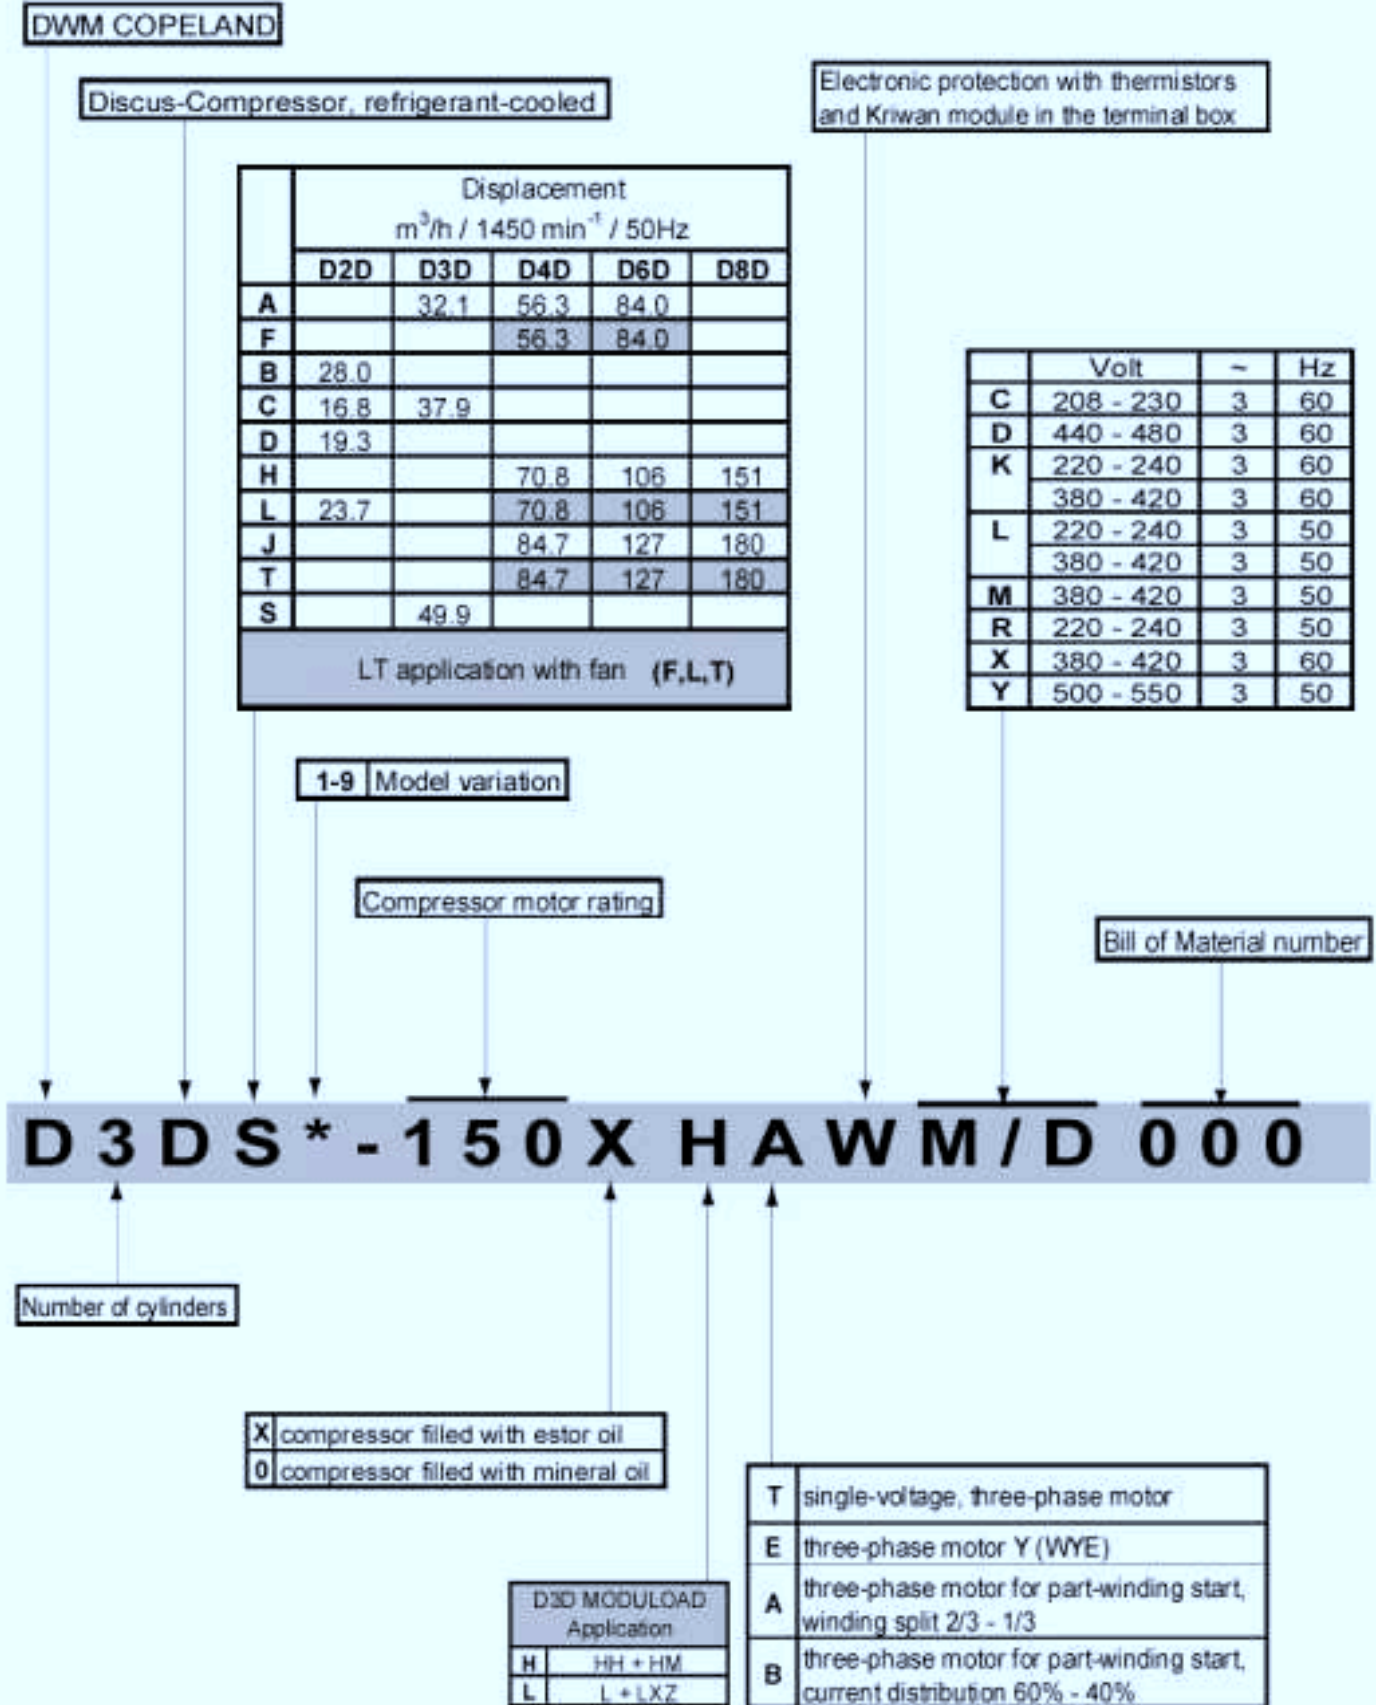 DWM COPELAND
Discus-Compressor, refrigerant-cooled
Electronic protection with thermistors
and Kriwan module in the terminal box
Displacement
m³/h / 1450 min⁻¹ / 50Hz
D2D D3D D4D D6D D8D
A 32.1 56.3 84.0
F 56.3 84.0
B 28.0
C 16.8 37.9
D 19.3
H 70.8 106 151
L 23.7 70.8 106 151
J 84.7 127 180
T 84.7 127 180
S 49.9
LT application with fan (F,L,T)
Volt ~ Hz
C 208 - 230 3 60
D 440 - 480 3 60
K 220 - 240 3 60
380 - 420 3 60
L 220 - 240 3 50
380 - 420 3 50
M 380 - 420 3 50
R 220 - 240 3 50
X 380 - 420 3 60
Y 500 - 550 3 50
1-9 Model variation
Compressor motor rating
Bill of Material number
D3DS*-150X HAWM/D 000
Number of cylinders
X compressor filled with estor oil
0 compressor filled with mineral oil
D3D MODULOAD
Application
H HH + HM
L L + LXZ
T single-voltage, three-phase motor
E three-phase motor Y (WYE)
A three-phase motor for part-winding start,
winding split 2/3 - 1/3
B three-phase motor for part-winding start,
current distribution 60% - 40%